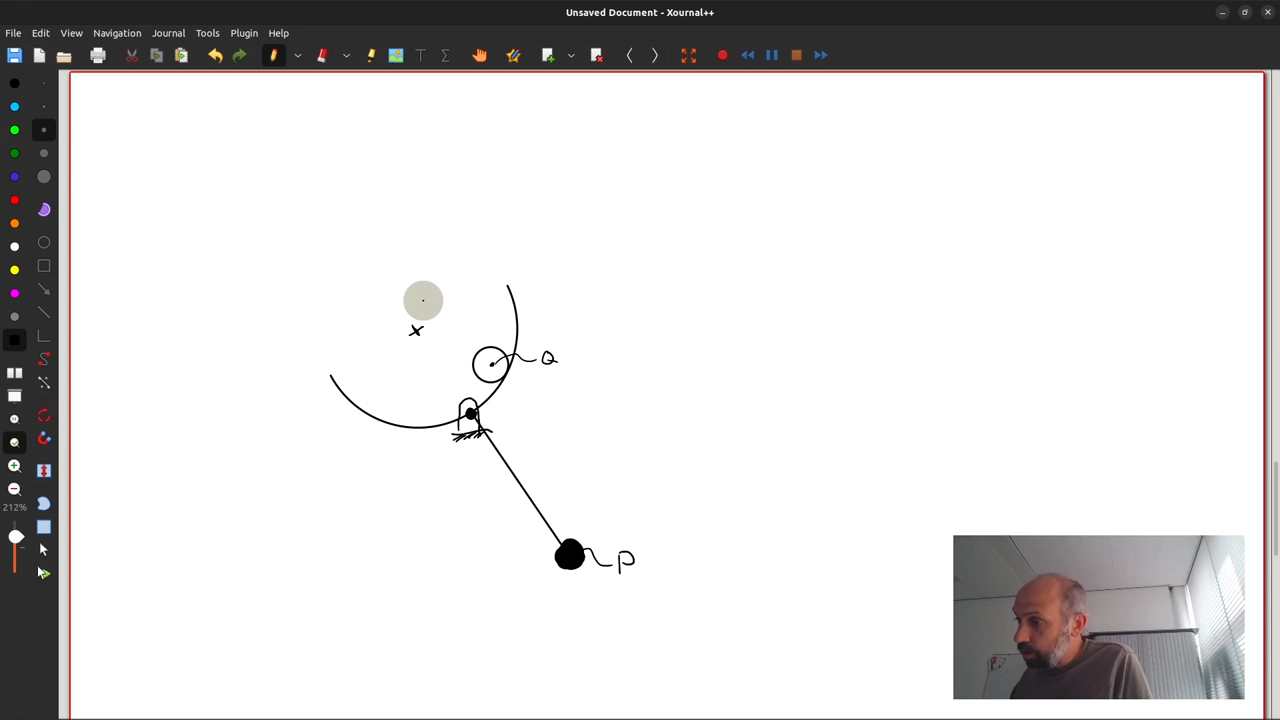 Unsaved Document - Xournal++
File Edit View Navigation Journal Tools Plugin Help
x
Q
P
212%